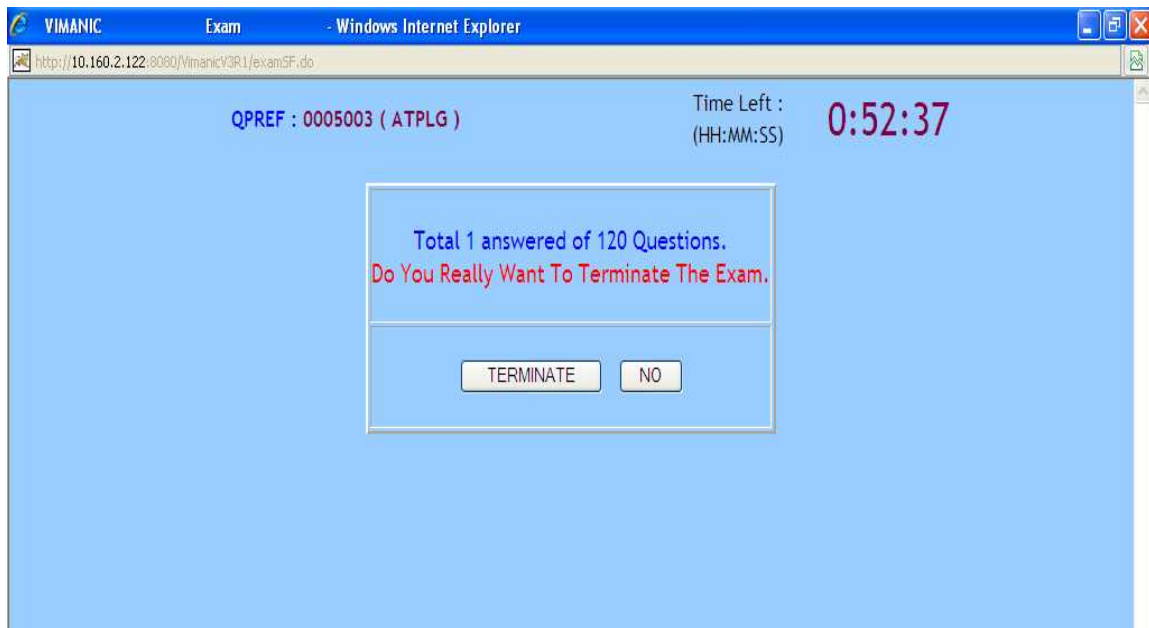 VIMANIC Exam - Windows Internet Explorer
http://10.160.2.122:8080/VimanicV3R1/examSF.do
QPREF : 0005003 ( ATPLG )
Time Left :
(HH:MM:SS)
0:52:37
Total 1 answered of 120 Questions.
Do You Really Want To Terminate The Exam.
TERMINATE NO